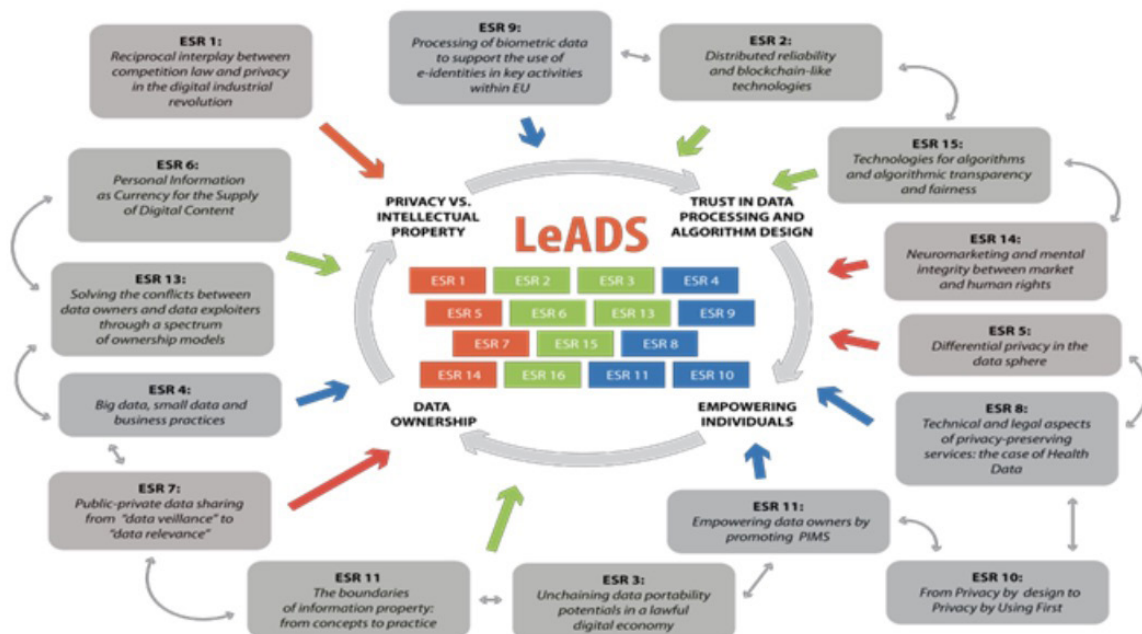 ESR 1:
Reciprocal interplay between
competition law and privacy
in the digital industrial
revolution
ESR 9:
Processing of biometric data
to support the use of
e-identities in key activities
within EU
ESR 2:
Distributed reliability
and blockchain-like
technologies
ESR 6:
Personal Information
as Currency for the Supply
of Digital Content
ESR 15:
Technologies for algorithms
and algorithmic transparency
and fairness
PRIVACY VS.
INTELLECTUAL
PROPERTY
TRUST IN DATA
PROCESSING AND
ALGORITHM DESIGN
LeADS
ESR 14:
Neuromarketing and mental
integrity between market
and human rights
ESR 13:
Solving the conflicts between
data owners and data exploiters
through a spectrum
of ownership models
ESR 1 ESR 2 ESR 3 ESR 4
ESR 5 ESR 6 ESR 13 ESR 9
ESR 7 ESR 15 ESR 8
ESR 14 ESR 16 ESR 11 ESR 10
ESR 5:
Differential privacy in the
data sphere
ESR 4:
Big data, small data and
business practices
DATA
OWNERSHIP
EMPOWERING
INDIVIDUALS
ESR 8:
Technical and legal aspects
of privacy-preserving
services: the case of Health
Data
ESR 7:
Public-private data sharing
from "data veillance" to
"data relevance"
ESR 11:
Empowering data owners by
promoting PIMS
ESR 11
The boundaries
of information property:
from concepts to practice
ESR 3:
Unchaining data portability
potentials in a lawful
digital economy
ESR 10:
From Privacy by design to
Privacy by Using First